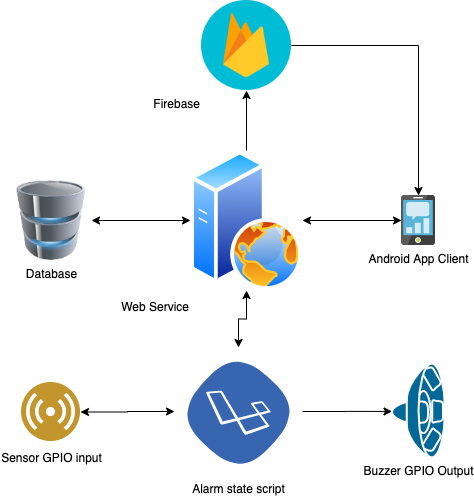 Firebase
Database
Android App Client
Web Service
Sensor GPIO input
Buzzer GPIO Output
Alarm state script